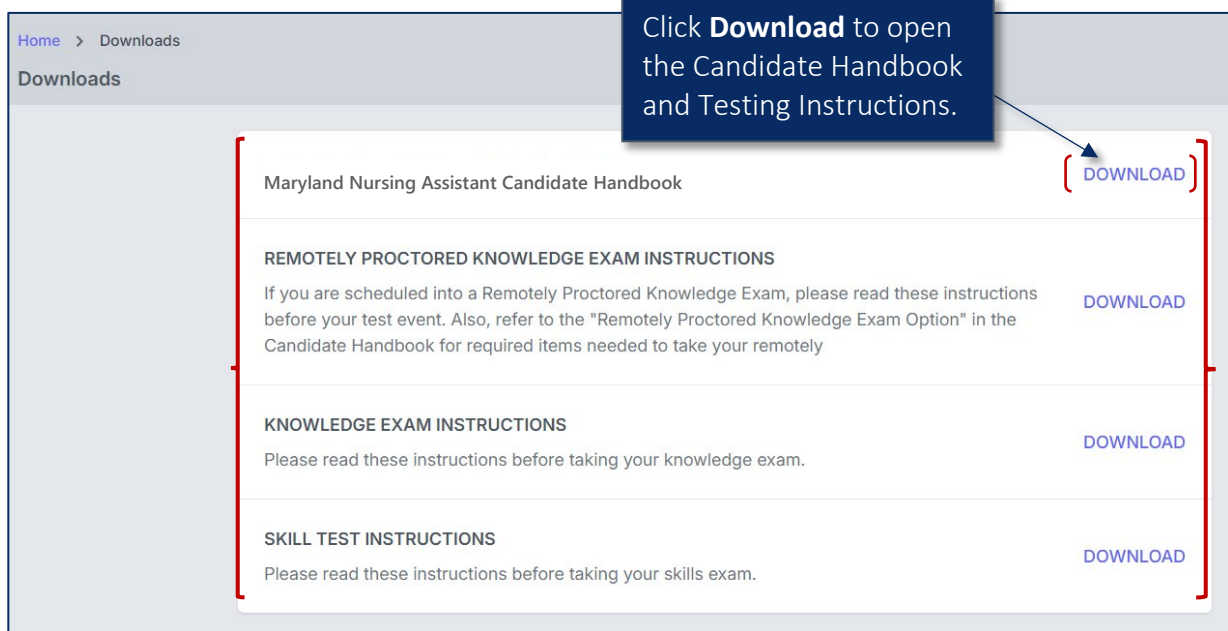 Home > Downloads
Downloads
Click Download to open
the Candidate Handbook
and Testing Instructions.
Maryland Nursing Assistant Candidate Handbook
DOWNLOAD
REMOTELY PROCTORED KNOWLEDGE EXAM INSTRUCTIONS
If you are scheduled into a Remotely Proctored Knowledge Exam, please read these instructions
before your test event. Also, refer to the "Remotely Proctored Knowledge Exam Option" in the
Candidate Handbook for required items needed to take your remotely
DOWNLOAD
KNOWLEDGE EXAM INSTRUCTIONS
Please read these instructions before taking your knowledge exam.
DOWNLOAD
SKILL TEST INSTRUCTIONS
Please read these instructions before taking your skills exam.
DOWNLOAD